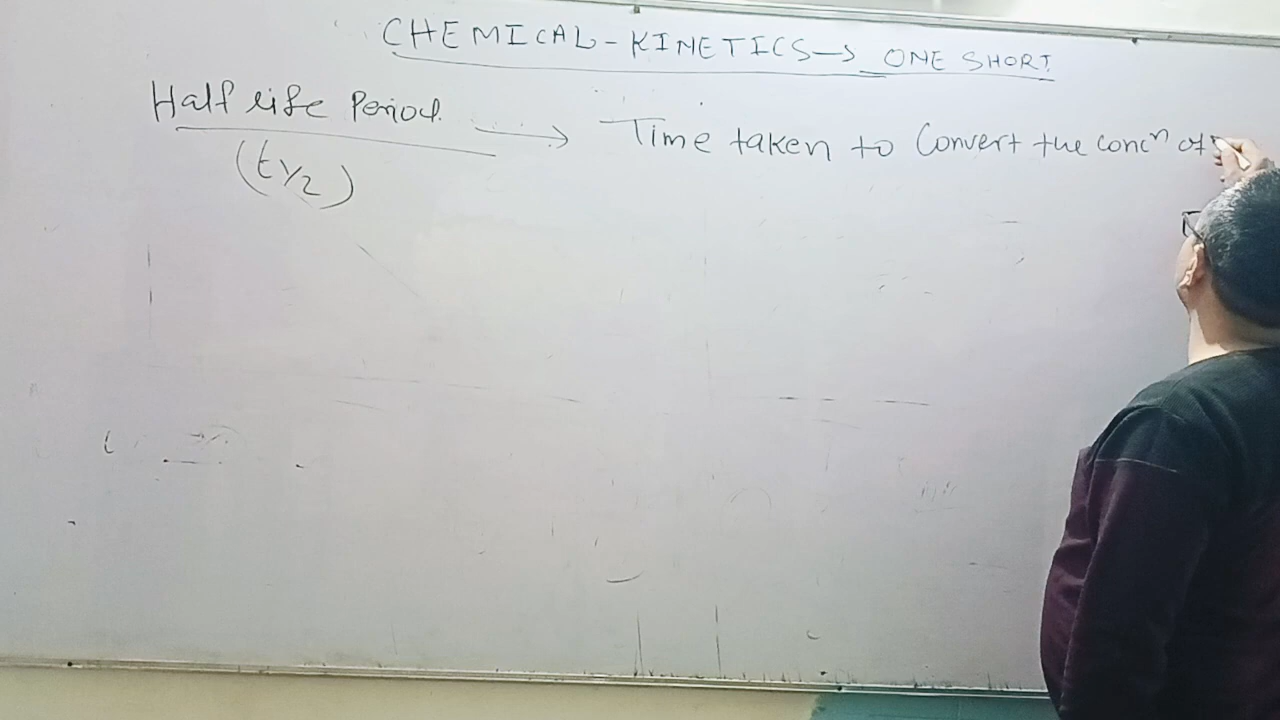 CHEMICAL-KINETICS → ONE SHORT
Half life Period → Time taken to Convert the concⁿ of
(t1/2)